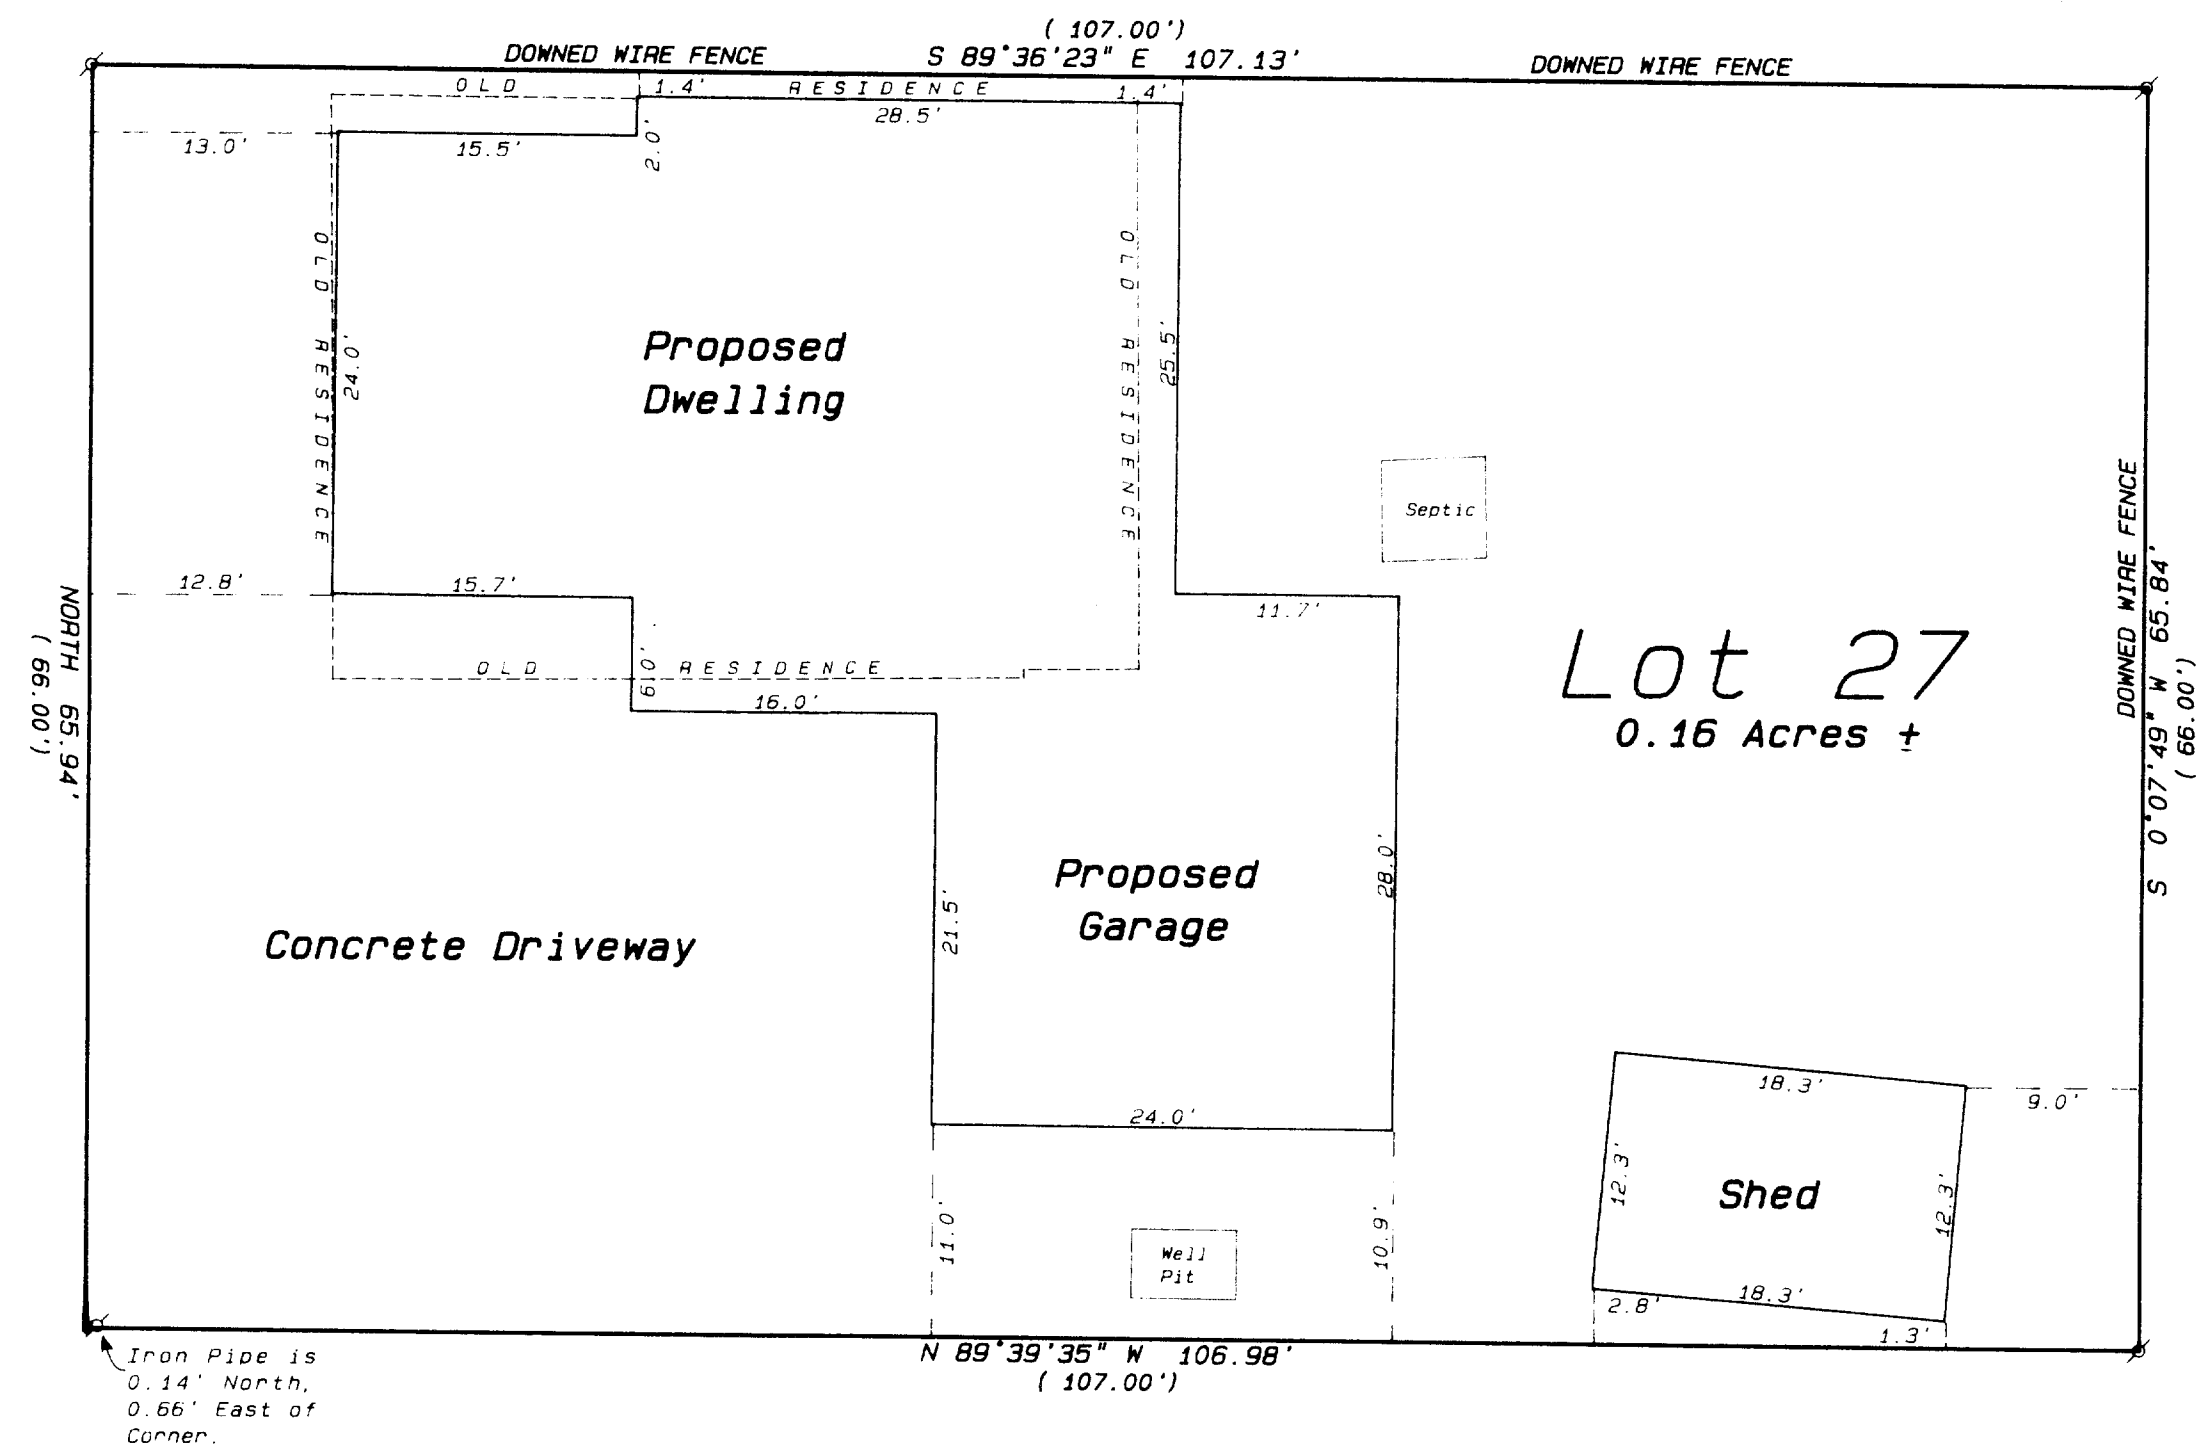 ( 107.00')
DOWNED WIRE FENCE
S 89°36'23" E 107.13'
DOWNED WIRE FENCE
OLD
1.4'
RESIDENCE
1.4'
28.5'
13.0'
15.5'
2.0'
OLD RESIDENCE
24.0'
Proposed
Dwelling
OLD RESIDENCE
25.5'
Septic
DOWNED WIRE FENCE
12.8'
15.7'
11.7'
NORTH 65.94'
( 66.00')
OLD
6.0'
RESIDENCE
16.0'
Lot 27
0.16 Acres ±
S 0°07'49" W 65.84'
( 66.00')
Proposed
Garage
28.0'
21.5'
Concrete Driveway
24.0'
18.3'
9.0'
12.3'
Shed
12.3'
11.0'
Well
Pit
10.9'
18.3'
2.8'
1.3'
N 89°39'35" W 106.98'
( 107.00')
Iron Pipe is
0.14' North,
0.66' East of
Corner.